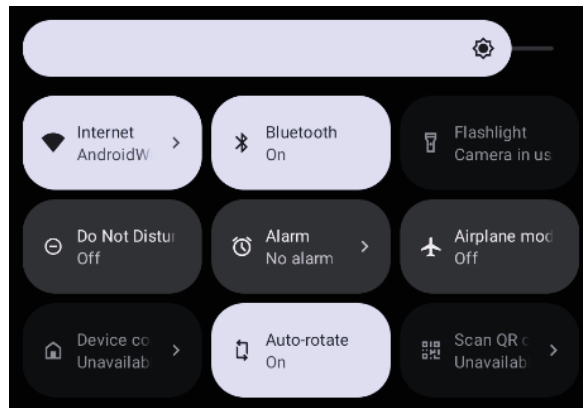 Internet
AndroidW
Bluetooth
On
Flashlight
Camera in us
Do Not Distu
Off
Alarm
No alarm
Airplane mod
Off
Device co
Unavailab
Auto-rotate
On
Scan QR c
Unavailab